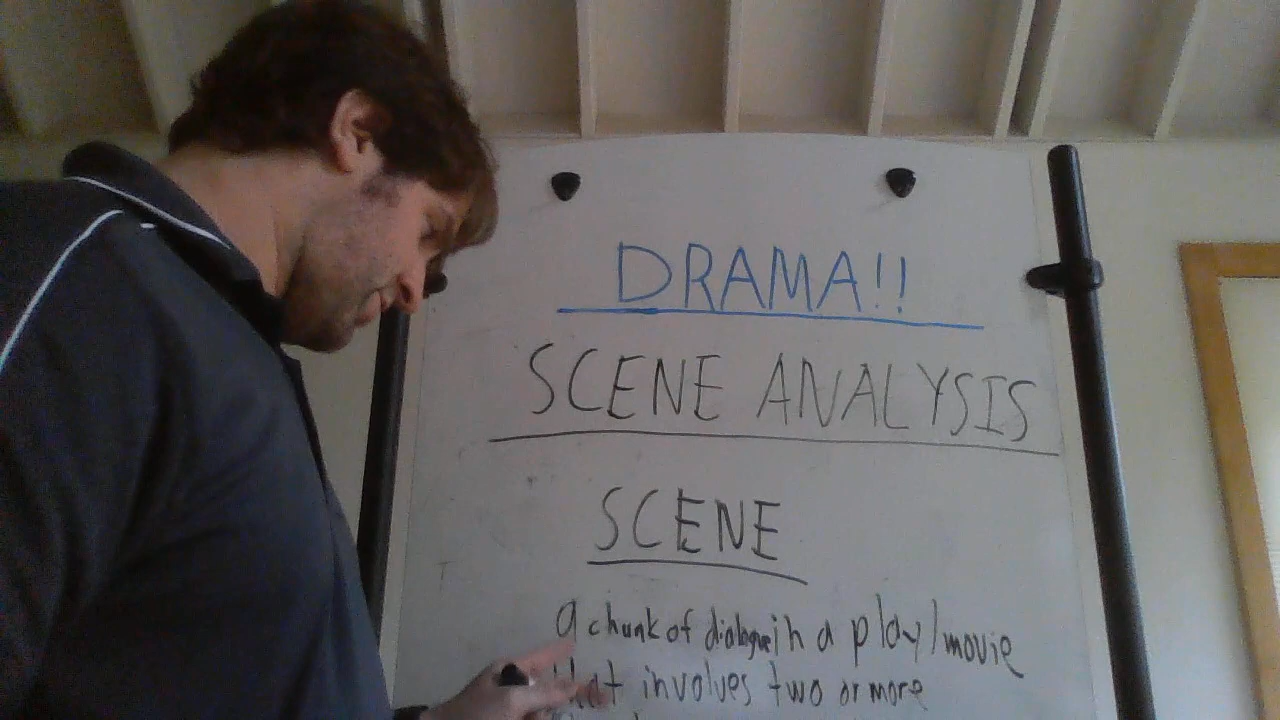 DRAMA!!
SCENE ANALYSIS
SCENE
a chunk of dialogue in a play/movie
that involves two or more